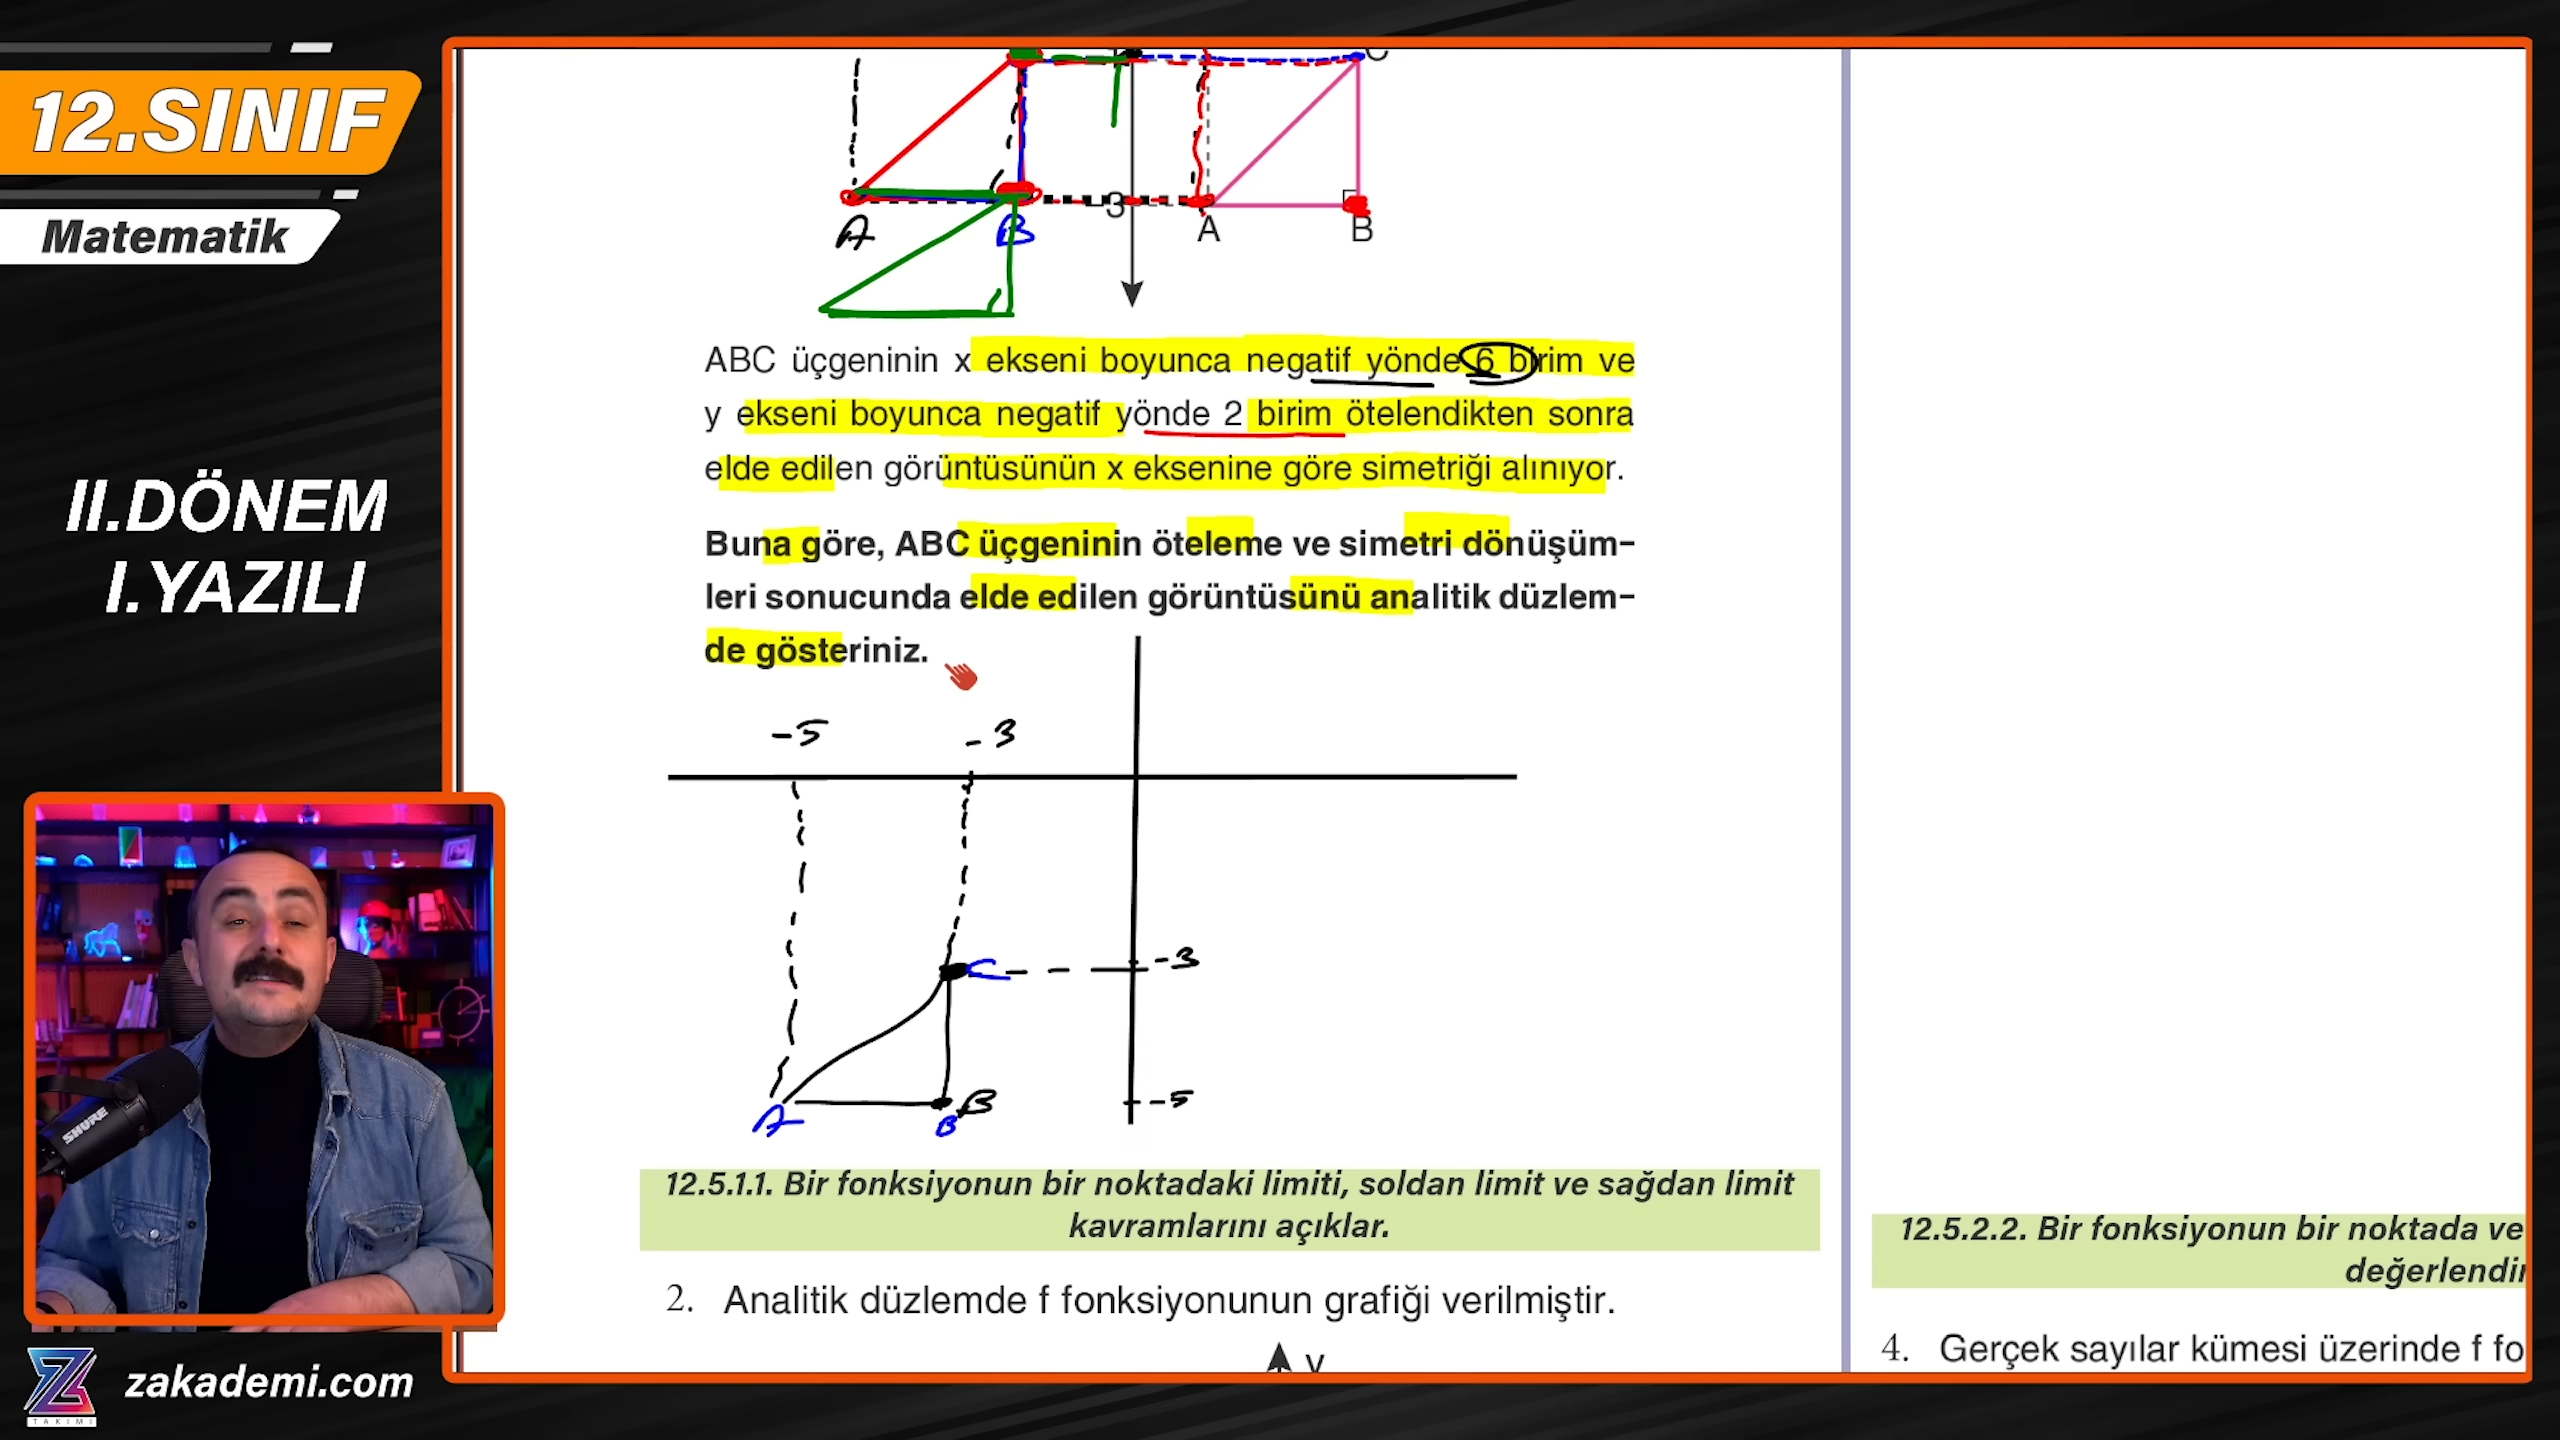 12.SINIF
Matematik
II.DÖNEM
I.YAZILI
SHURE
TAKIMI
zakademi.com
-3
A
B
A
B
ABC üçgeninin x ekseni boyunca negatif yönde 6 birim ve
y ekseni boyunca negatif yönde 2 birim ötelendikten sonra
elde edilen görüntüsünün x eksenine göre simetriği alınıyor.
Buna göre, ABC üçgeninin öteleme ve simetri dönüşüm-
leri sonucunda elde edilen görüntüsünü analitik düzlem-
de gösteriniz.
-5
-3
C
-3
A
B
B
-5
12.5.1.1. Bir fonksiyonun bir noktadaki limiti, soldan limit ve sağdan limit
kavramlarını açıklar.
2. Analitik düzlemde f fonksiyonunun grafiği verilmiştir.
y
12.5.2.2. Bir fonksiyonun bir noktada ve
değerlendir
4. Gerçek sayılar kümesi üzerinde f fo